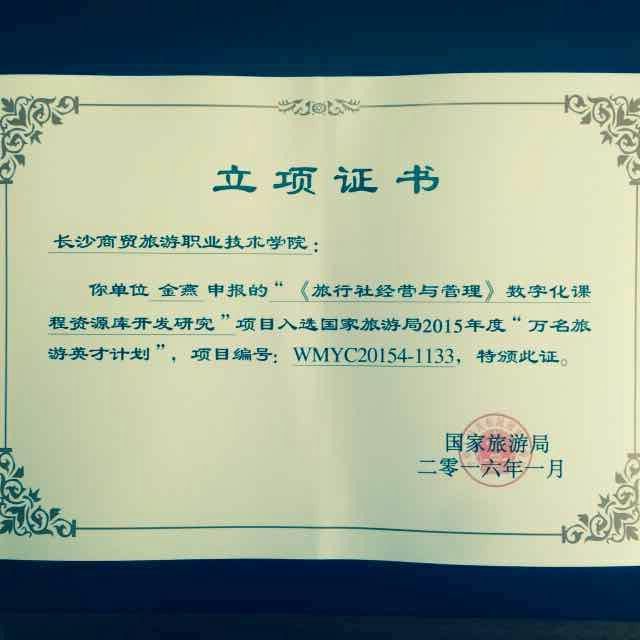 立项证书
长沙商贸旅游职业技术学院：
你单位 金燕 申报的“《旅行社经营与管理》数字化课
程资源库开发研究”项目入选国家旅游局2015年度“万名旅
游英才计划”，项目编号：WMYC20154-1133，特颁此证。
国家旅游局
二零一六年一月